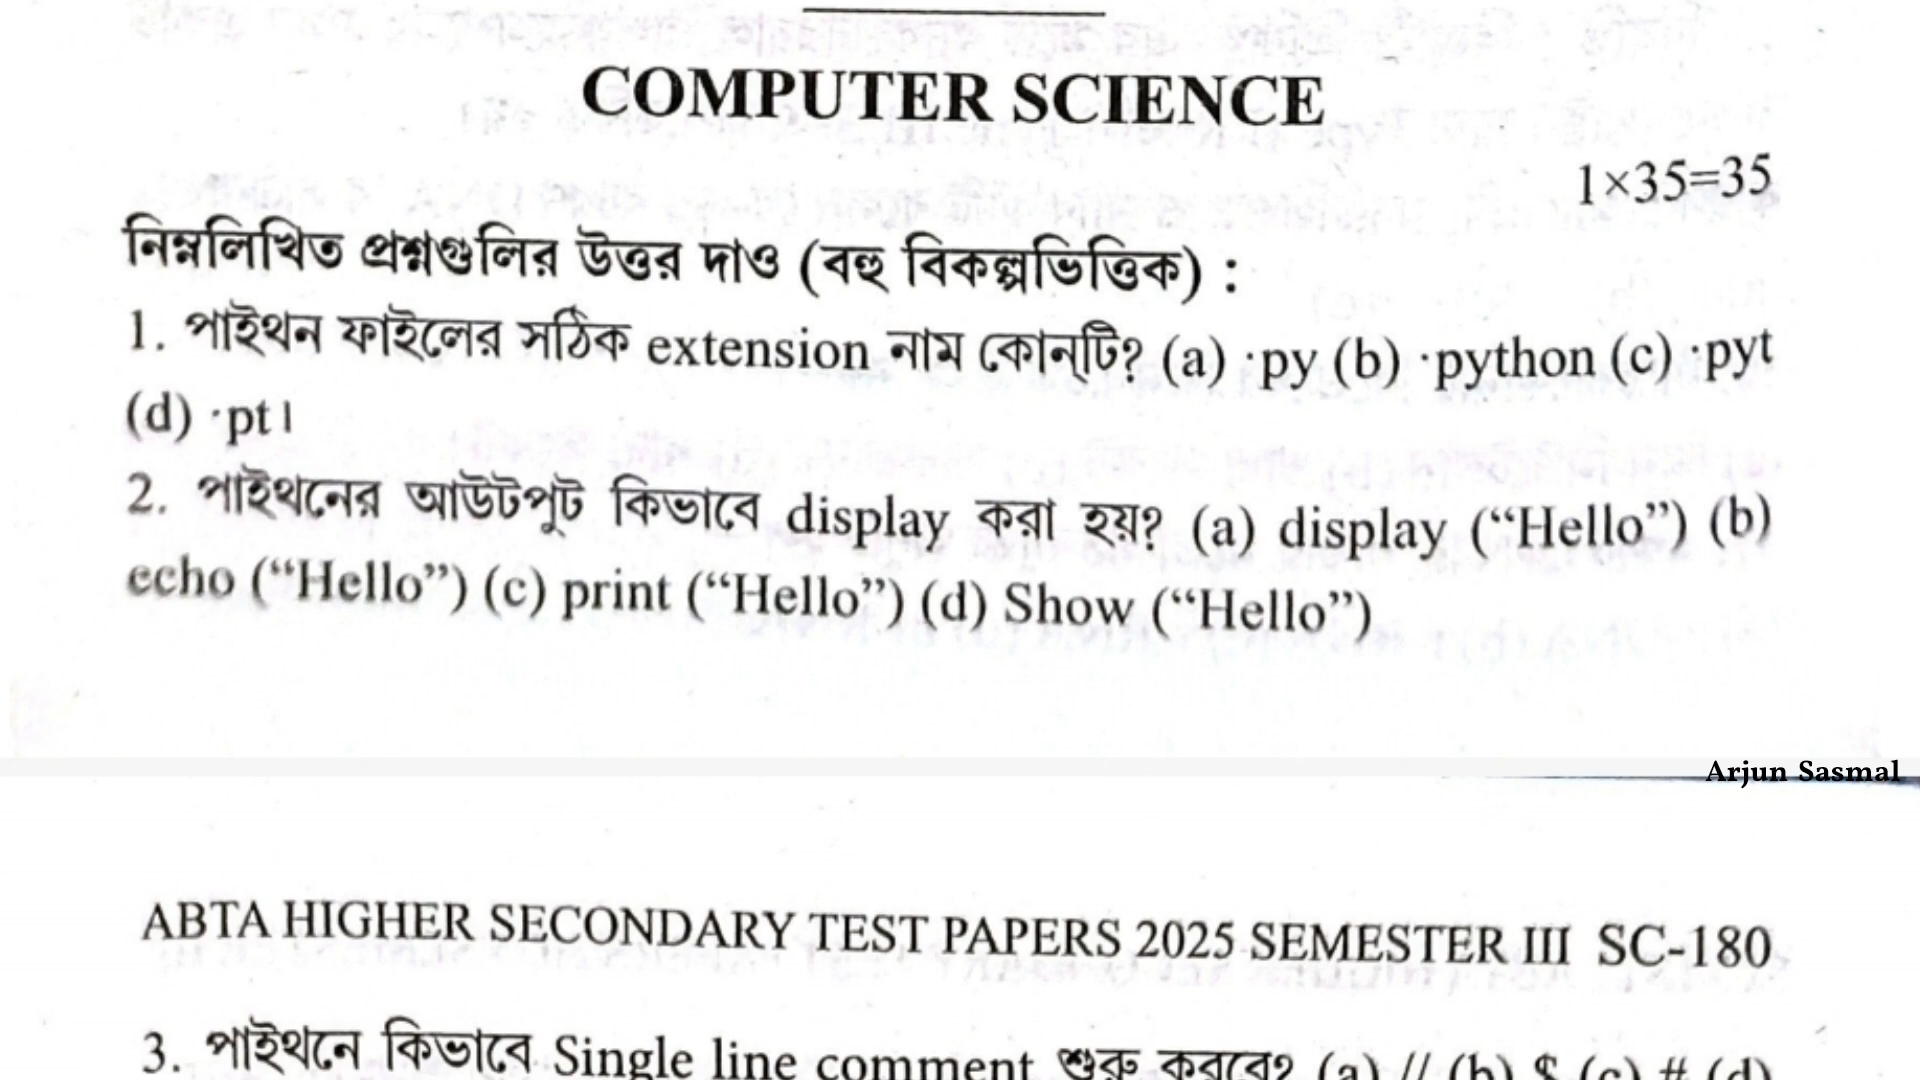 COMPUTER SCIENCE
1×35=35
নিম্নলিখিত প্রশ্নগুলির উত্তর দাও (বহু বিকল্পভিত্তিক) :
1. পাইথন ফাইলের সঠিক extension নাম কোন্‌টি? (a) ·py (b) ·python (c) ·pyt
(d) ·pt।
2. পাইথনের আউটপুট কিভাবে display করা হয়? (a) display (“Hello”) (b)
echo (“Hello”) (c) print (“Hello”) (d) Show (“Hello”)
Arjun Sasmal
ABTA HIGHER SECONDARY TEST PAPERS 2025 SEMESTER III SC-180
3. পাইথনে কিভাবে Single line comment শুরু করবে? (a) // (b) $ (c) # (d)